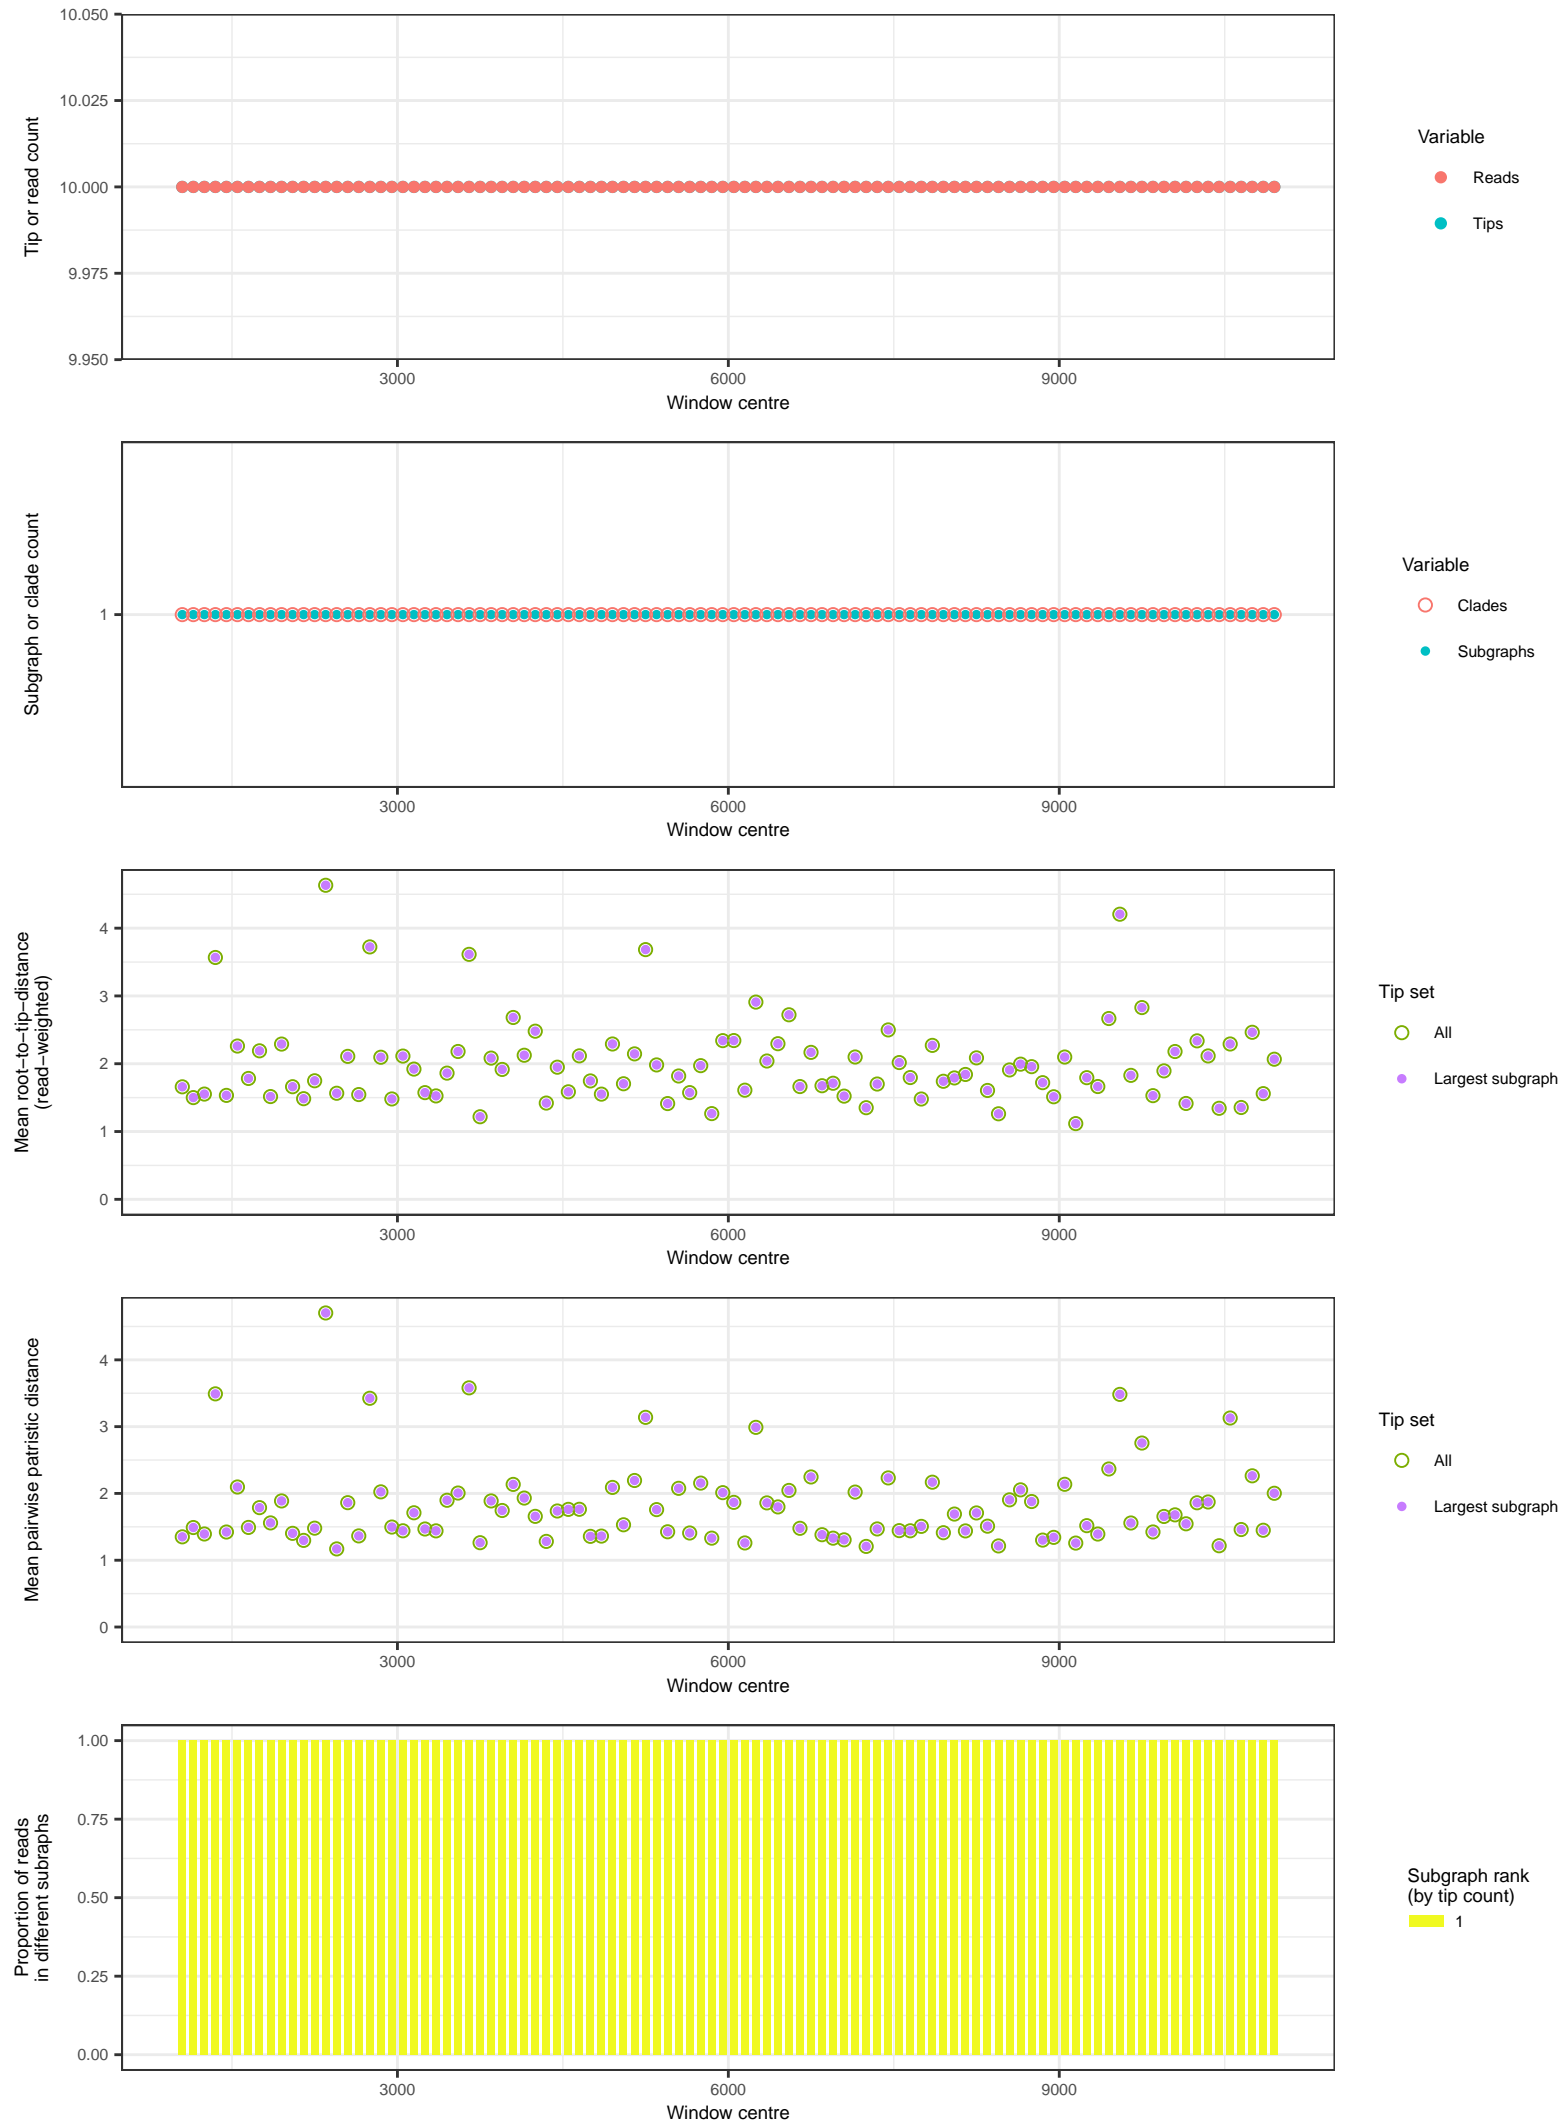 10.050
10.025
10.000
9.975
9.950
Tip or read count
3000 6000 9000
Window centre
Variable
Reads
Tips
1
Subgraph or clade count
3000 6000 9000
Window centre
Variable
Clades
Subgraphs
4
3
2
1
0
Mean root−to−tip−distance
(read−weighted)
3000 6000 9000
Window centre
Tip set
All
Largest subgraph
4
3
2
1
0
Mean pairwise patristic distance
3000 6000 9000
Window centre
Tip set
All
Largest subgraph
1.00
0.75
0.50
0.25
0.00
Proportion of reads
in different subraphs
3000 6000 9000
Window centre
Subgraph rank
(by tip count)
1